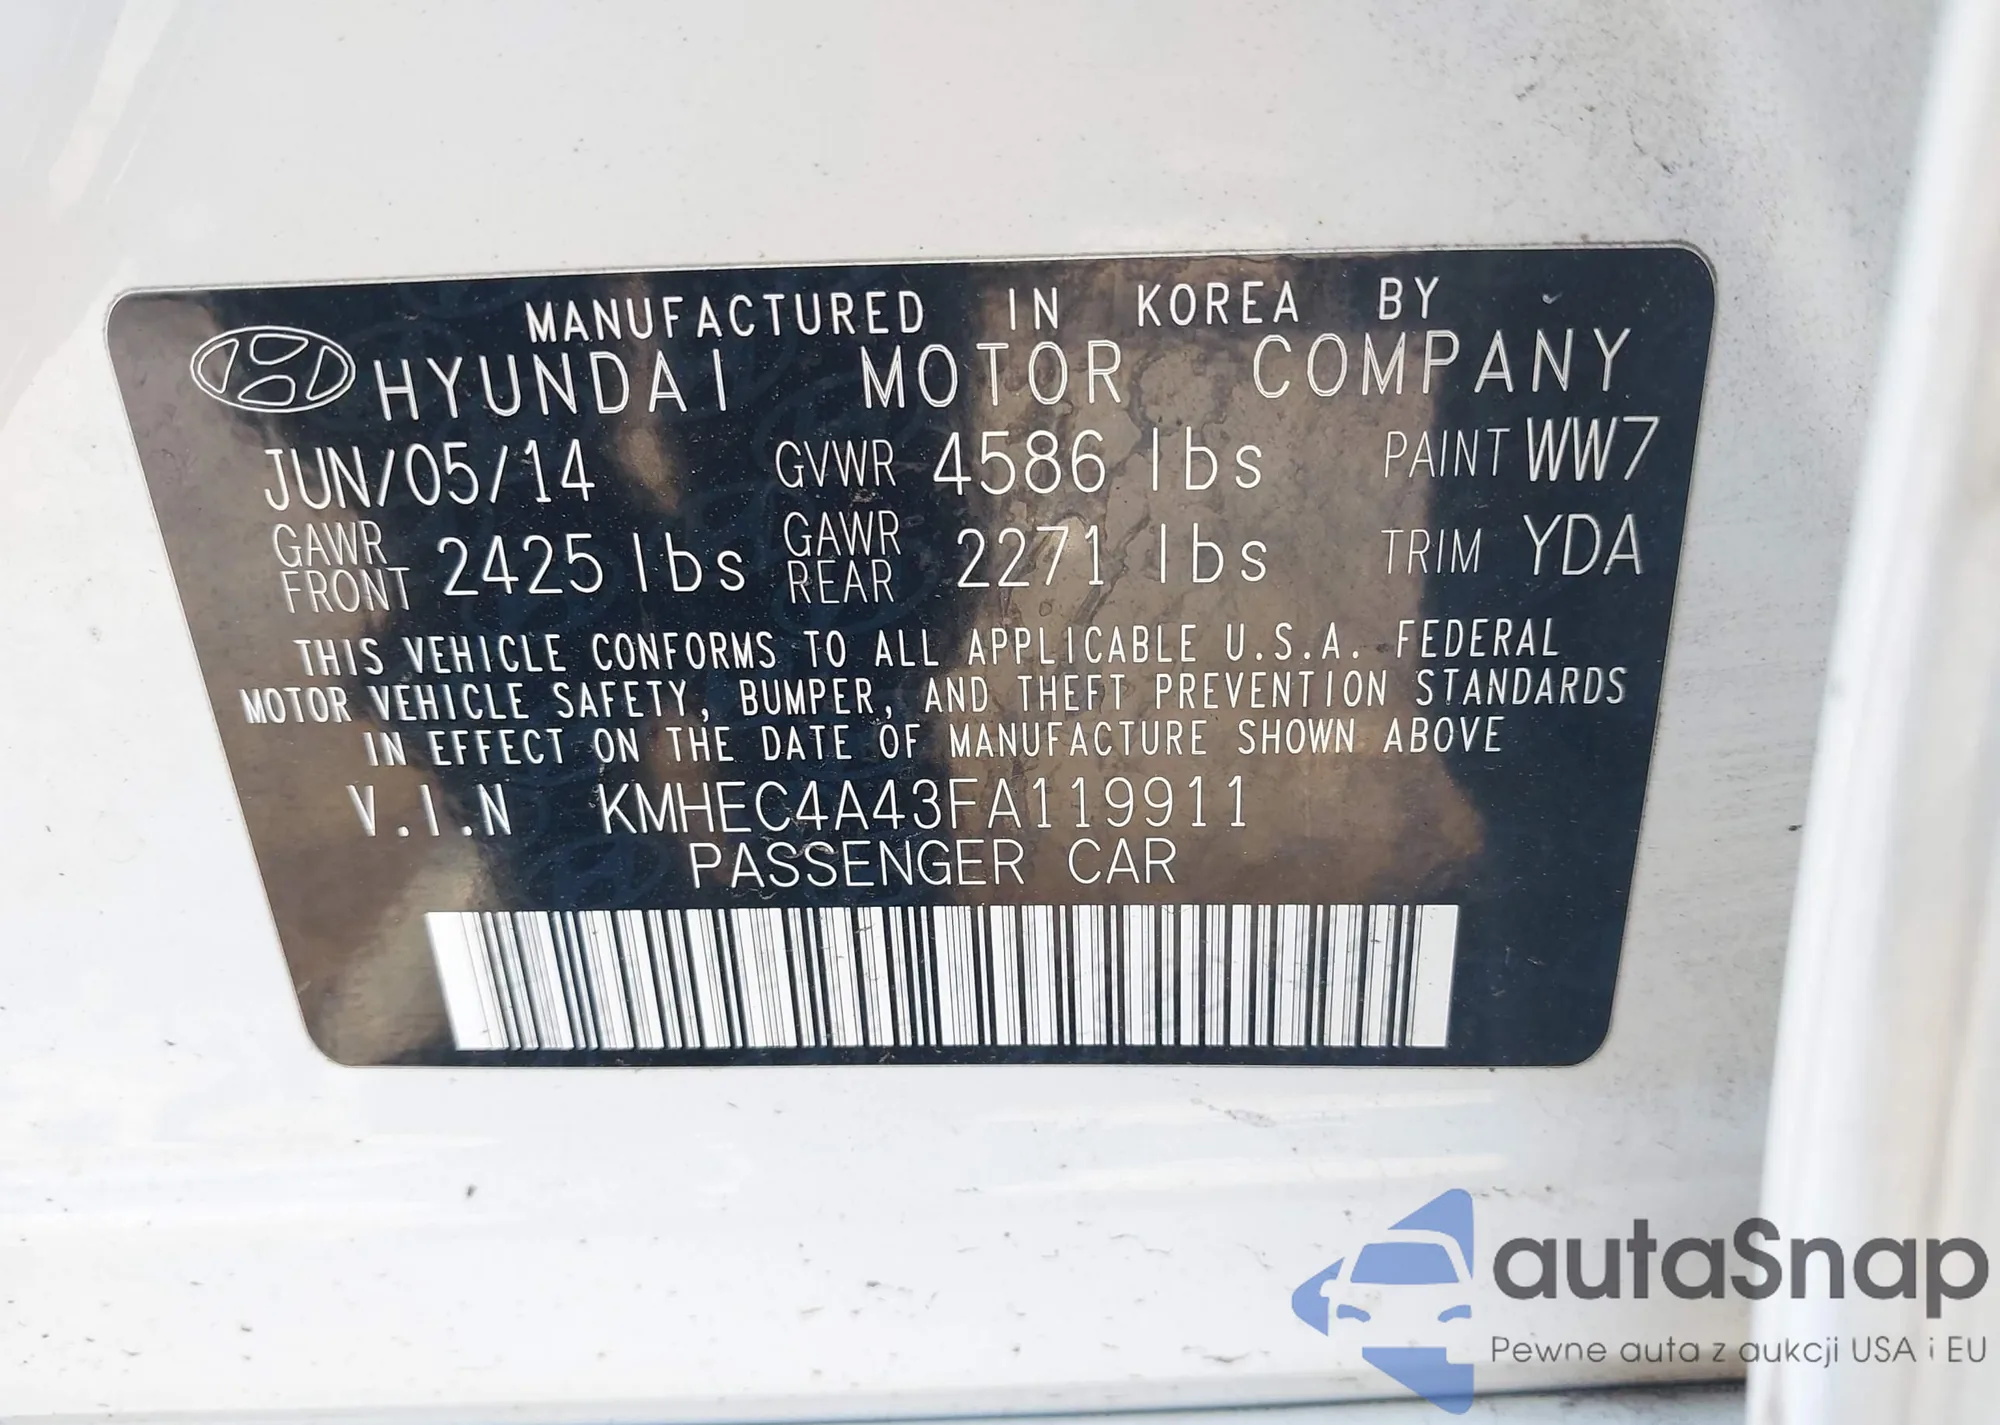 MANUFACTURED IN KOREA BY
HYUNDAI MOTOR COMPANY
JUN/05/14 GVWR 4586 lbs PAINT WW7
GAWR FRONT 2425 lbs GAWR REAR 2271 lbs TRIM YDA
THIS VEHICLE CONFORMS TO ALL APPLICABLE U.S.A. FEDERAL
MOTOR VEHICLE SAFETY, BUMPER, AND THEFT PREVENTION STANDARDS
IN EFFECT ON THE DATE OF MANUFACTURE SHOWN ABOVE
V.I.N KMHEC4A43FA119911
PASSENGER CAR
autaSnap
Pewne auta z aukcji USA i EU